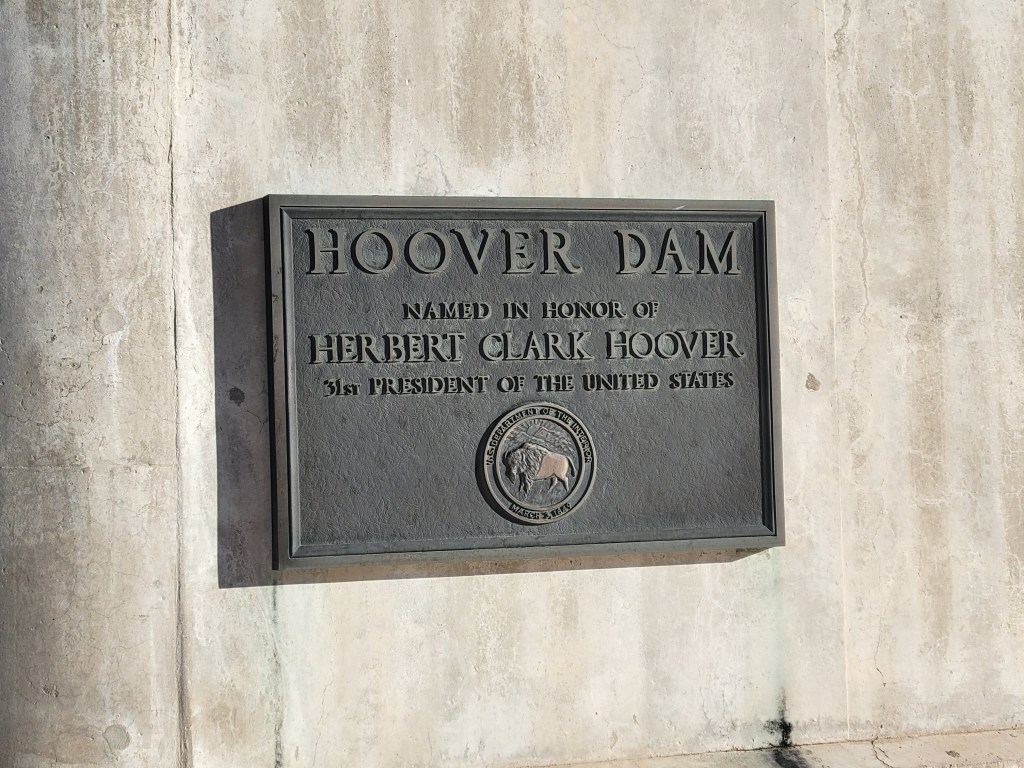 HOOVER DAM
NAMED IN HONOR OF
HERBERT CLARK HOOVER
31st PRESIDENT OF THE UNITED STATES
U.S. DEPARTMENT OF THE INTERIOR
MARCH 3, 1849